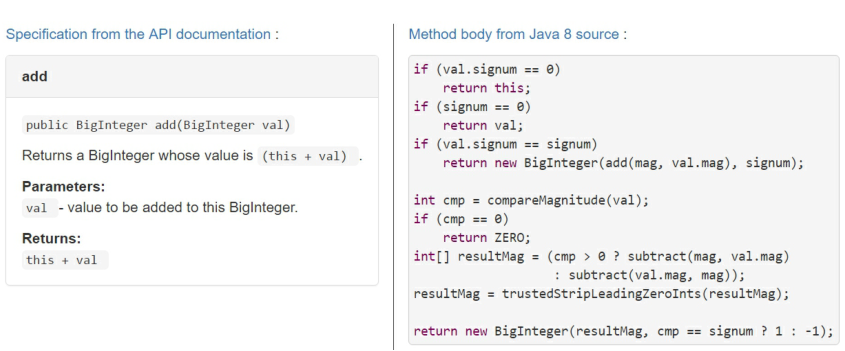 Specification from the API documentation :
add
public BigInteger add(BigInteger val)
Returns a BigInteger whose value is (this + val) .
Parameters:
val - value to be added to this BigInteger.
Returns:
this + val
Method body from Java 8 source :
if (val.signum == 0)
    return this;
if (signum == 0)
    return val;
if (val.signum == signum)
    return new BigInteger(add(mag, val.mag), signum);

int cmp = compareMagnitude(val);
if (cmp == 0)
    return ZERO;
int[] resultMag = (cmp > 0 ? subtract(mag, val.mag)
                   : subtract(val.mag, mag));
resultMag = trustedStripLeadingZeroInts(resultMag);

return new BigInteger(resultMag, cmp == signum ? 1 : -1);